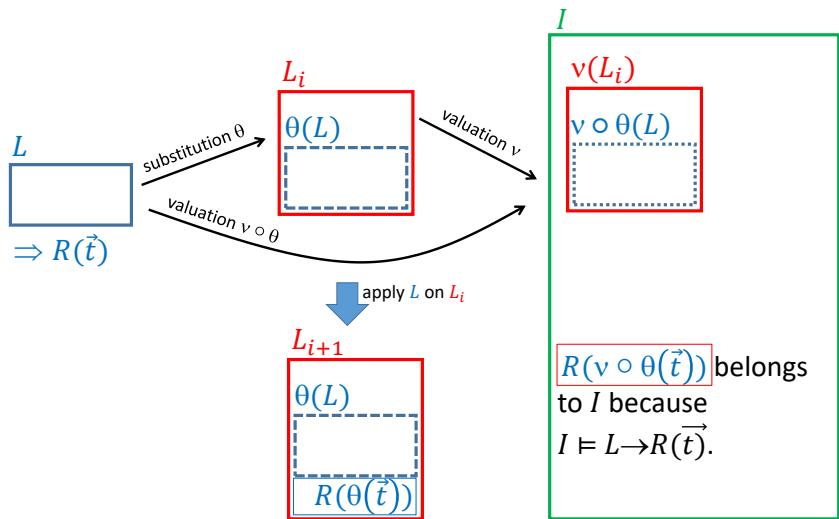 I
L_i
ν(L_i)
substitution θ
θ(L)
valuation ν
ν ∘ θ(L)
L
valuation ν ∘ θ
⇒ R(t⃗)
apply L on L_i
L_{i+1}
θ(L)
R(θ(t⃗))
R(ν ∘ θ(t⃗)) belongs
to I because
I ⊨ L→R(t⃗).